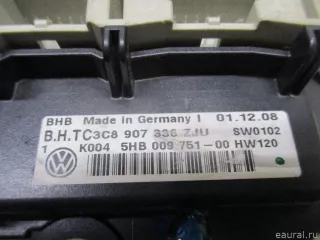 BHB Made in Germany I 01.12.08
B.H.TC3C8 907 336 ZJU SW0102
1 K004 5HB 009 751-00 HW120
eaural.ru